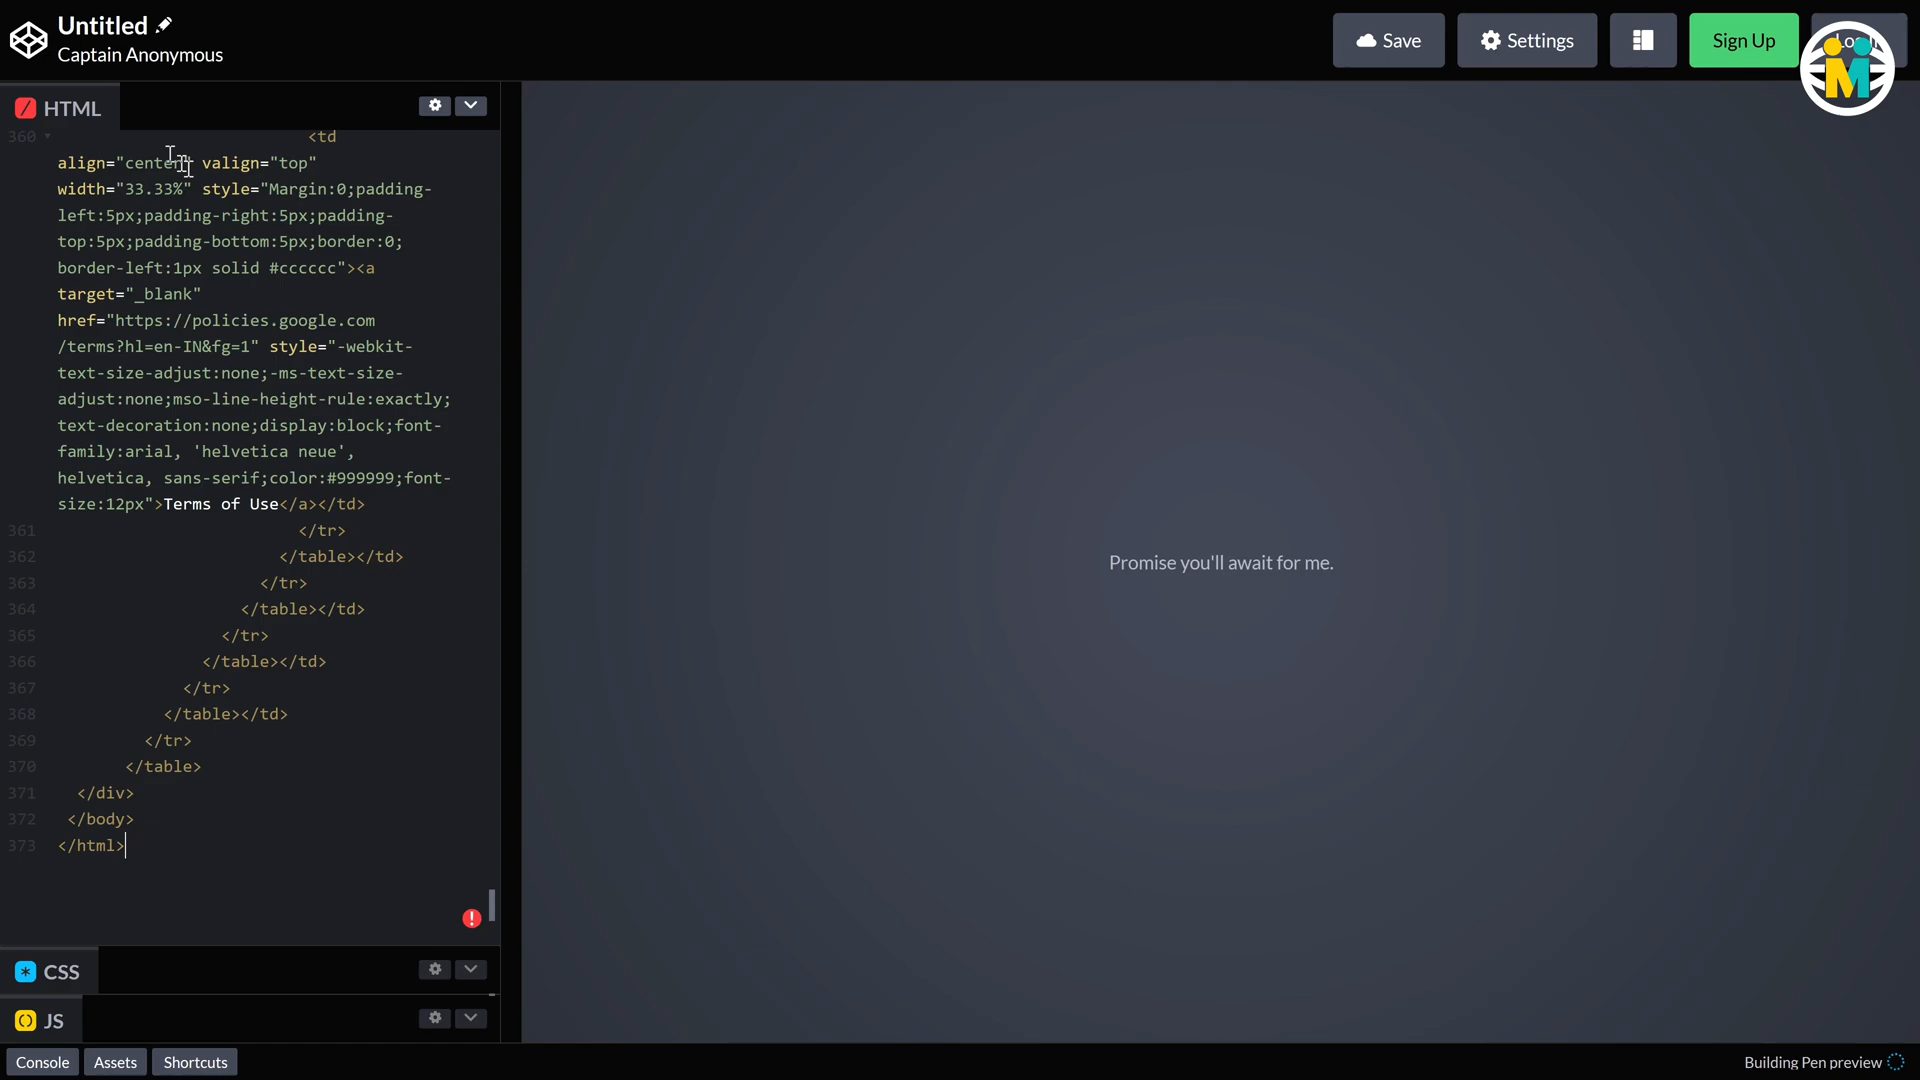 Untitled
Captain Anonymous
Save
Settings
Sign Up
HTML
360 <td
align="center" valign="top"
width="33.33%" style="Margin:0;padding-
left:5px;padding-right:5px;padding-
top:5px;padding-bottom:5px;border:0;
border-left:1px solid #cccccc"><a
target="_blank"
href="https://policies.google.com
/terms?hl=en-IN&fg=1" style="-webkit-
text-size-adjust:none;-ms-text-size-
adjust:none;mso-line-height-rule:exactly;
text-decoration:none;display:block;font-
family:arial, 'helvetica neue',
helvetica, sans-serif;color:#999999;font-
size:12px">Terms of Use</a></td>
361 </tr>
362 </table></td>
363 </tr>
364 </table></td>
365 </tr>
366 </table></td>
367 </tr>
368 </table></td>
369 </tr>
370 </table>
371 </div>
372 </body>
373 </html>
Promise you'll await for me.
CSS
JS
Console
Assets
Shortcuts
Building Pen preview
M